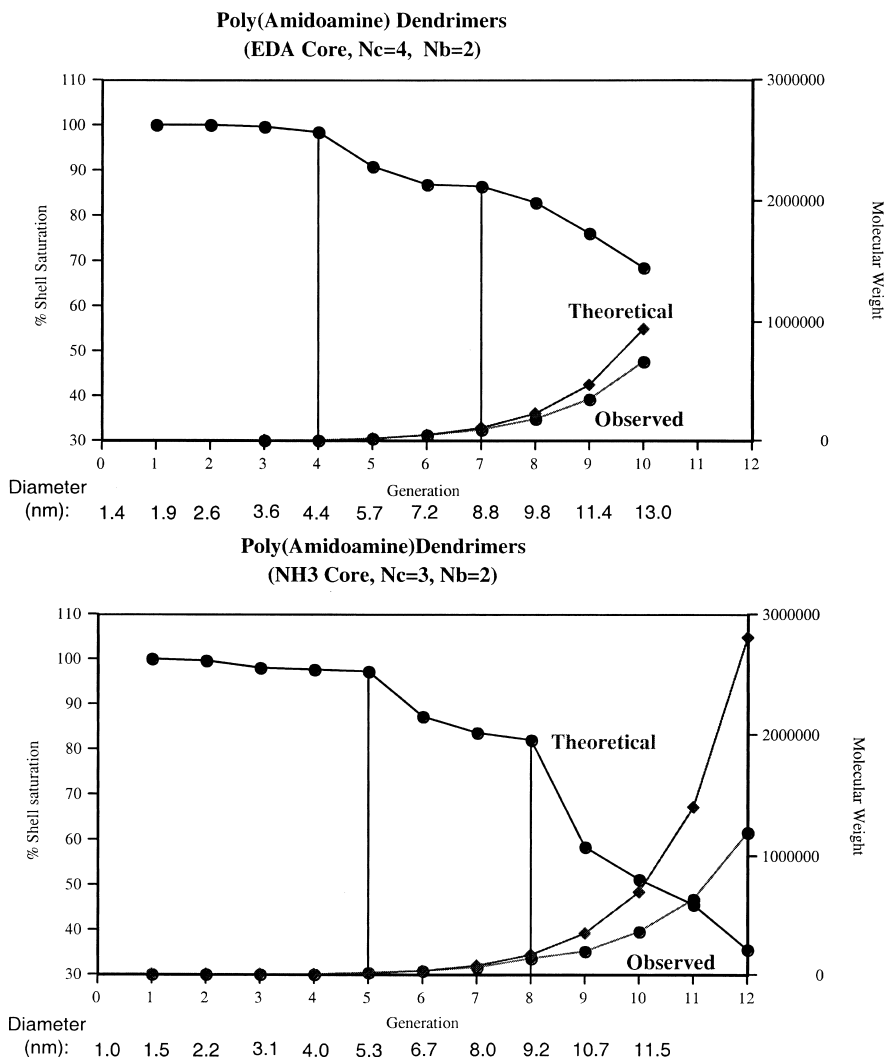 Poly(Amidoamine) Dendrimers
(EDA Core, Nc=4, Nb=2)
110
100
90
80
70
60
50
40
30
% Shell Saturation
3000000
2000000
1000000
0
Molecular Weight
Theoretical
Observed
0 1 2 3 4 5 6 7 8 9 10 11 12
Generation
Diameter
(nm): 1.4 1.9 2.6 3.6 4.4 5.7 7.2 8.8 9.8 11.4 13.0
Poly(Amidoamine)Dendrimers
(NH3 Core, Nc=3, Nb=2)
110
100
90
80
70
60
50
40
30
% Shell saturation
3000000
2000000
1000000
0
Molecular Weight
Theoretical
Observed
0 1 2 3 4 5 6 7 8 9 10 11 12
Generation
Diameter
(nm): 1.0 1.5 2.2 3.1 4.0 5.3 6.7 8.0 9.2 10.7 11.5